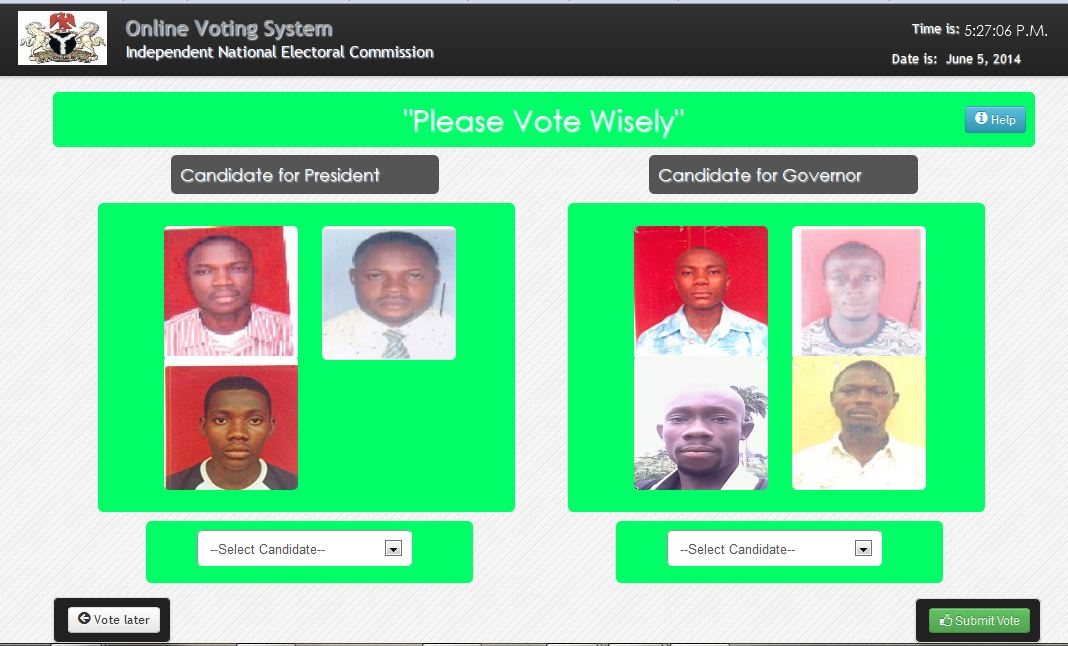 Online Voting System
Independent National Electoral Commission
Time is: 5:27:06 P.M.
Date is: June 5, 2014
"Please Vote Wisely"
Help
Candidate for President
Candidate for Governor
--Select Candidate--
--Select Candidate--
Vote later
Submit Vote